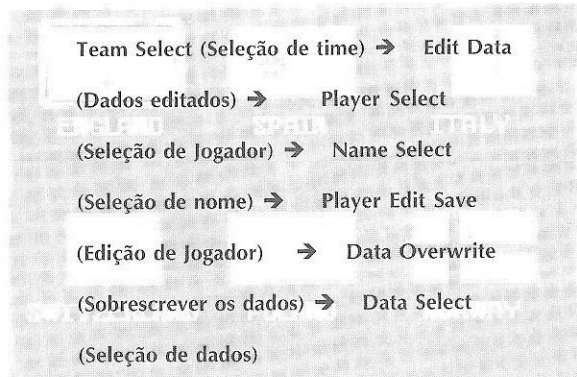 Team Select (Seleção de time) → Edit Data
(Dados editados) → Player Select
ENGLAND SPAIN ITALY
(Seleção de Jogador) → Name Select
(Seleção de nome) → Player Edit Save
(Edição de Jogador) → Data Overwrite
(Sobrescrever os dados) → Data Select
(Seleção de dados)